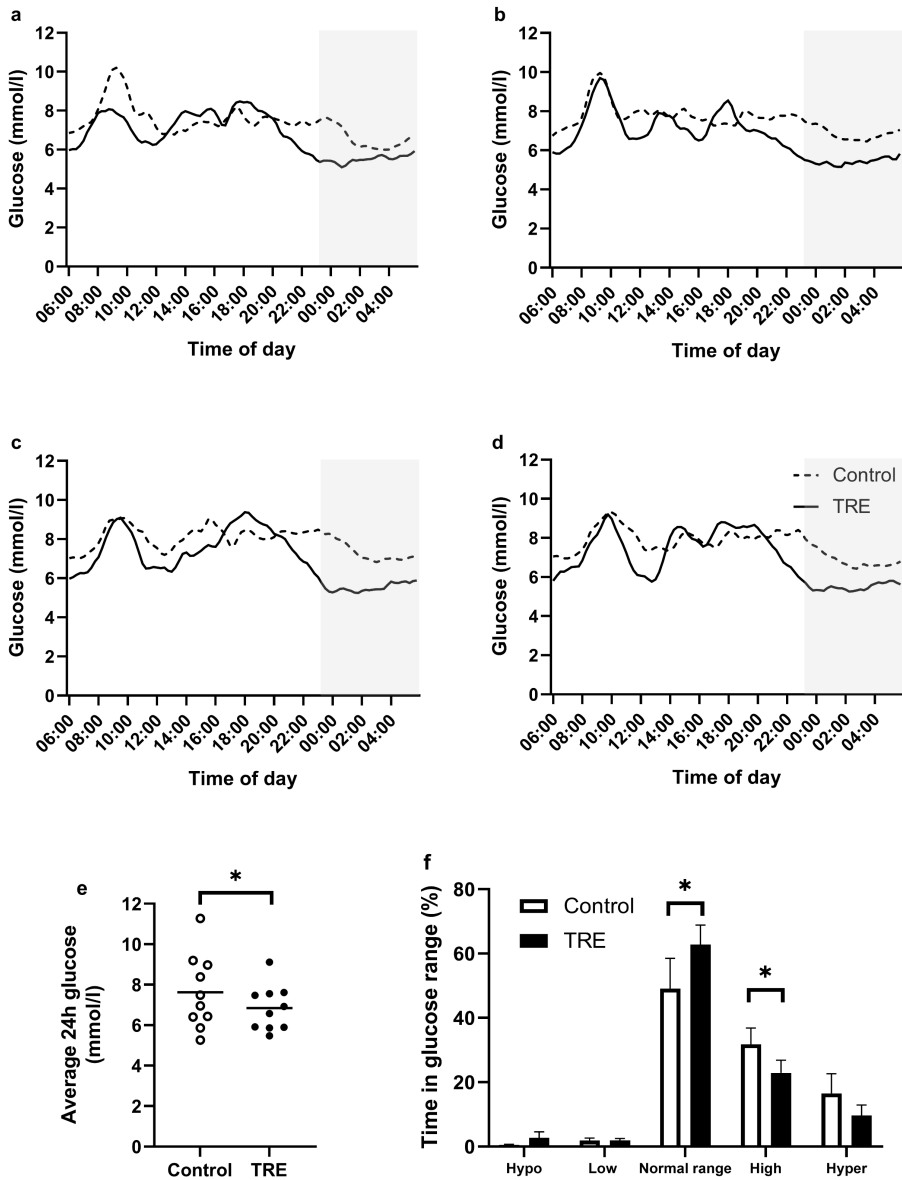 a
Glucose (mmol/l)
12
10
8
6
4
2
0
06:00 08:00 10:00 12:00 14:00 16:00 18:00 20:00 22:00 00:00 02:00 04:00
Time of day
b
Glucose (mmol/l)
12
10
8
6
4
2
0
06:00 08:00 10:00 12:00 14:00 16:00 18:00 20:00 22:00 00:00 02:00 04:00
Time of day
c
Glucose (mmol/l)
12
10
8
6
4
2
0
06:00 08:00 10:00 12:00 14:00 16:00 18:00 20:00 22:00 00:00 02:00 04:00
Time of day
d
Glucose (mmol/l)
12
10
8
6
4
2
0
Control
TRE
06:00 08:00 10:00 12:00 14:00 16:00 18:00 20:00 22:00 00:00 02:00 04:00
Time of day
e
Average 24h glucose
(mmol/l)
12
10
8
6
4
2
0
*
Control TRE
f
Time in glucose range (%)
80
60
40
20
0
Control
TRE
*
*
Hypo Low Normal range High Hyper